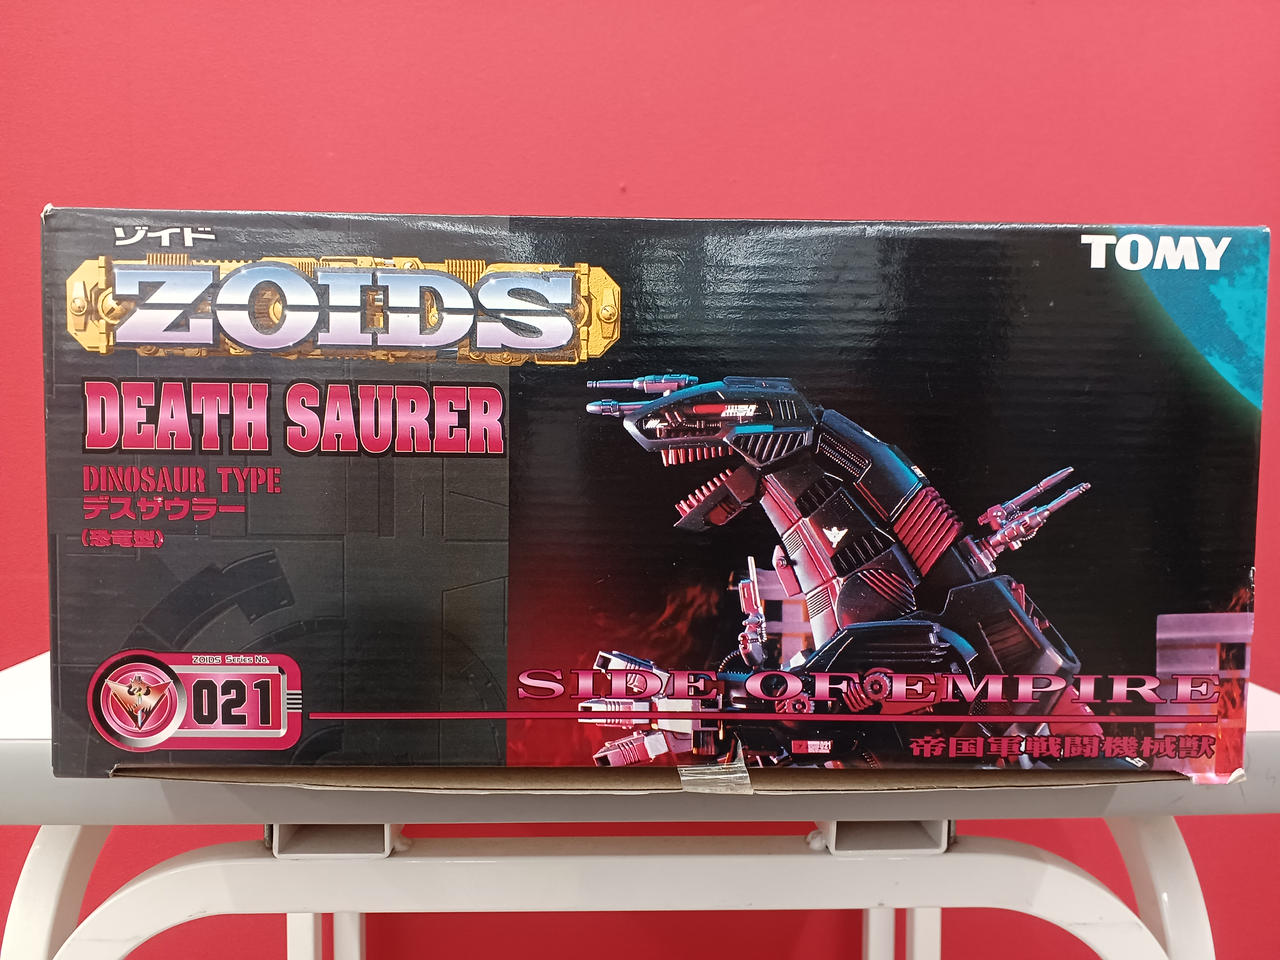 ゾイド
ZOIDS
TOMY
DEATH SAURER
DINOSAUR TYPE
デスザウラー
(恐竜型)
ZOIDS Series No.
021
SIDE OF EMPIRE
帝国軍戦闘機械獣